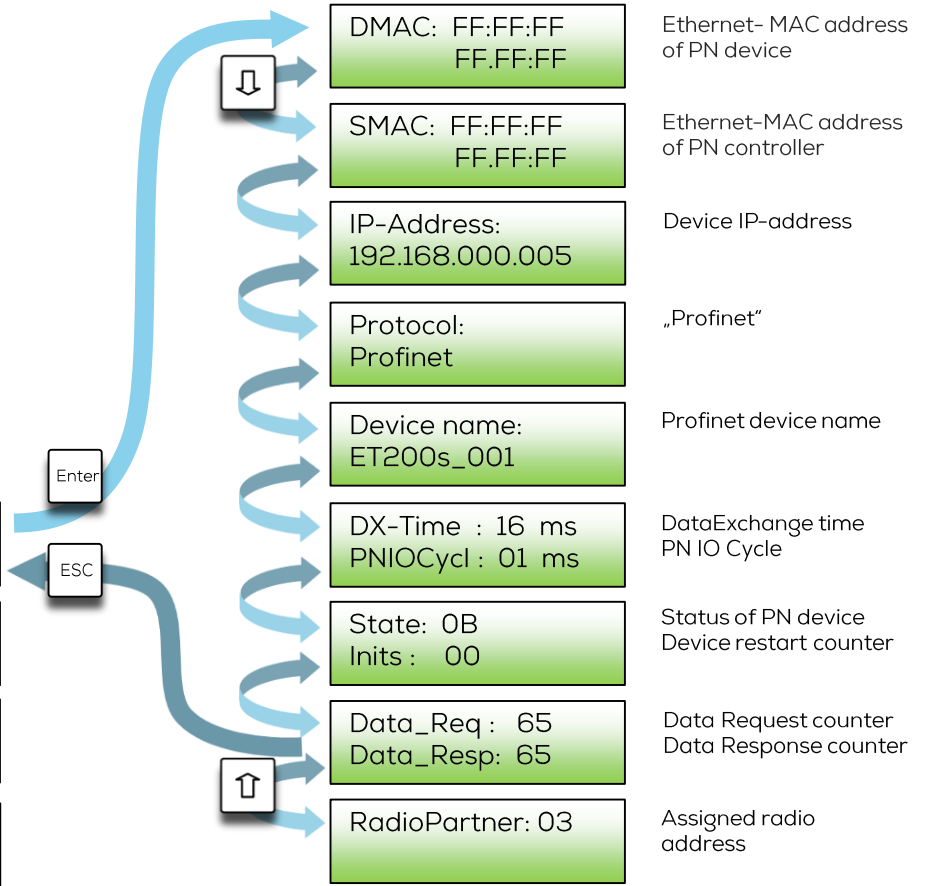 DMAC: FF:FF:FF
FF.FF:FF
Ethernet- MAC address
of PN device
SMAC: FF:FF:FF
FF.FF:FF
Ethernet-MAC address
of PN controller
IP-Address:
192.168.000.005
Device IP-address
Protocol:
Profinet
„Profinet“
Device name:
ET200s_001
Profinet device name
Enter
DX-Time : 16 ms
PNIOCycl : 01 ms
DataExchange time
PN IO Cycle
ESC
State: 0B
Inits : 00
Status of PN device
Device restart counter
Data_Req : 65
Data_Resp: 65
Data Request counter
Data Response counter
RadioPartner: 03
Assigned radio
address